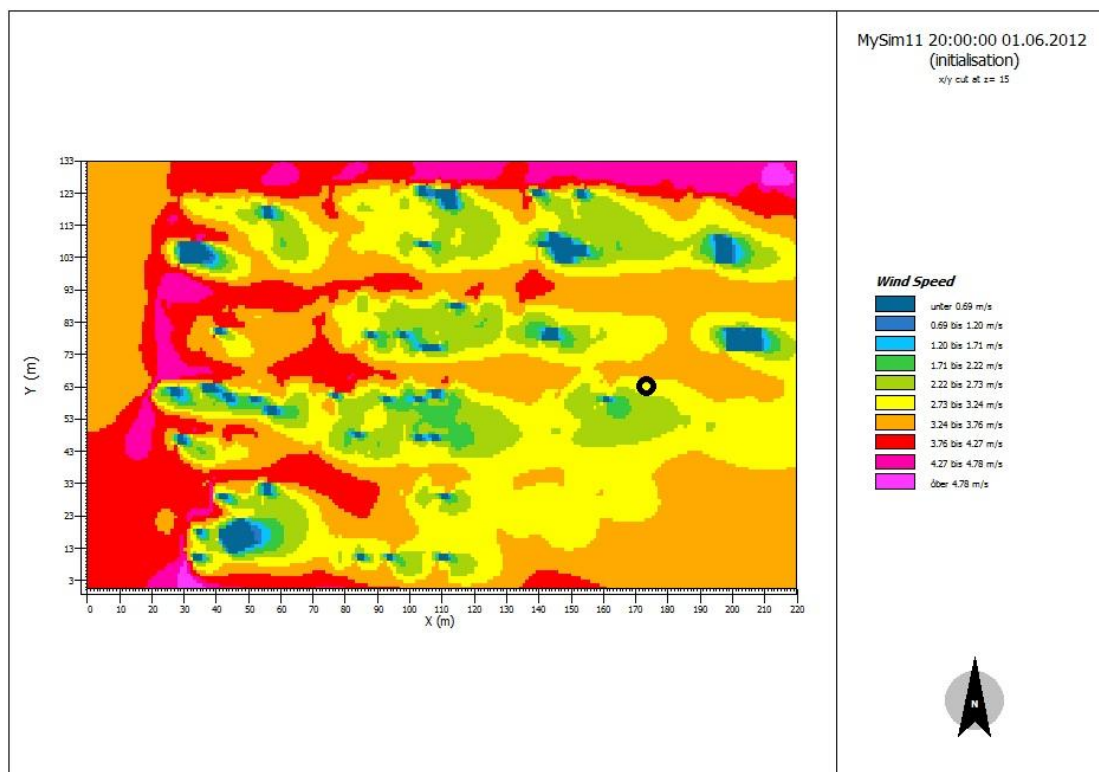 MySim11 20:00:00 01.06.2012
(initialisation)
x/y cut at z= 15
133
123
113
103
93
83
73
63
53
43
33
23
13
3
Y (m)
0 10 20 30 40 50 60 70 80 90 100 110 120 130 140 150 160 170 180 190 200 210 220
X (m)
Wind Speed
unter 0.69 m/s
0.69 bis 1.20 m/s
1.20 bis 1.71 m/s
1.71 bis 2.22 m/s
2.22 bis 2.73 m/s
2.73 bis 3.24 m/s
3.24 bis 3.76 m/s
3.76 bis 4.27 m/s
4.27 bis 4.78 m/s
öber 4.78 m/s
N